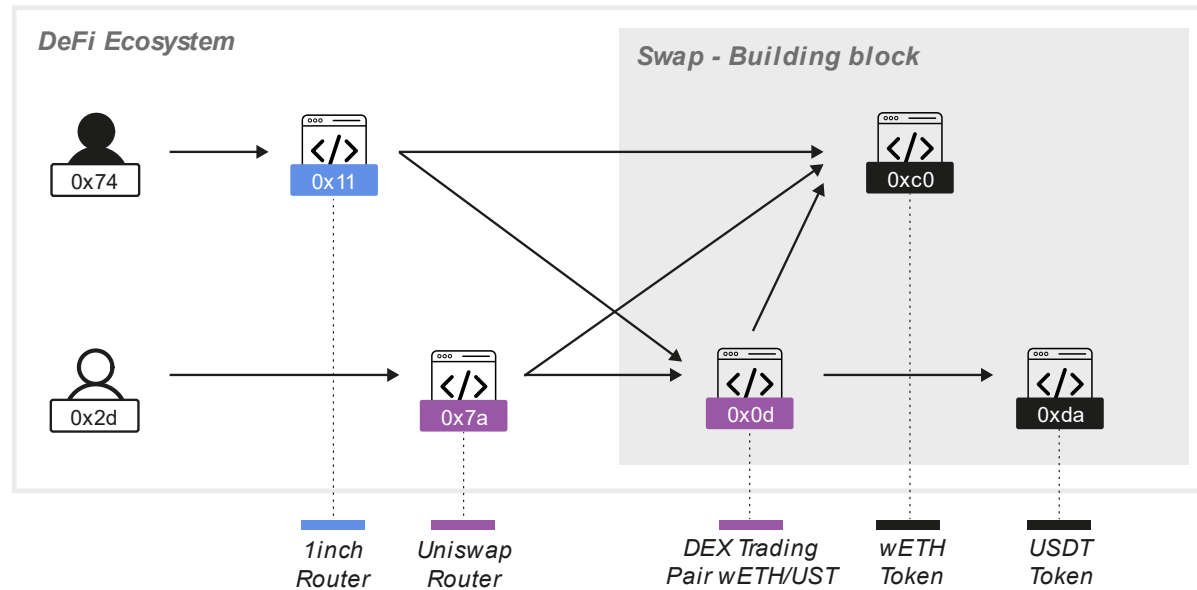 DeFi Ecosystem
Swap - Building block
0x74
0x11
0xc0
0x2d
0x7a
0x0d
0xda
1inch
Router
Uniswap
Router
DEX Trading
Pair wETH/UST
wETH
Token
USDT
Token